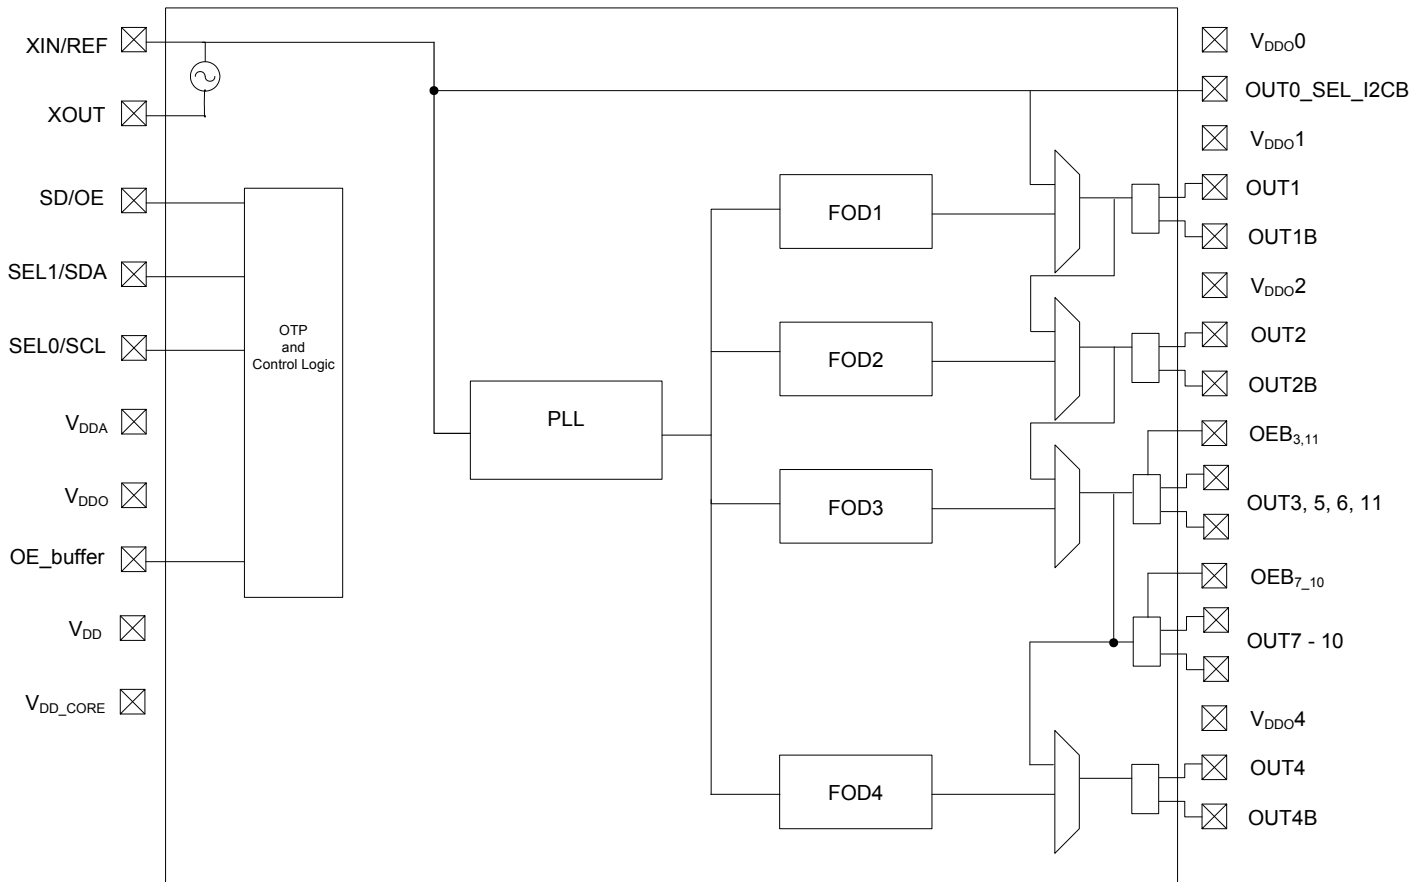 XIN/REF
XOUT
SD/OE
SEL1/SDA
SEL0/SCL
VDDA
VDDO
OE_buffer
VDD
VDD_CORE
OTP
and
Control Logic
PLL
FOD1
FOD2
FOD3
FOD4
VDDO0
OUT0_SEL_I2CB
VDDO1
OUT1
OUT1B
VDDO2
OUT2
OUT2B
OEB3,11
OUT3, 5, 6, 11
OEB7_10
OUT7 - 10
VDDO4
OUT4
OUT4B